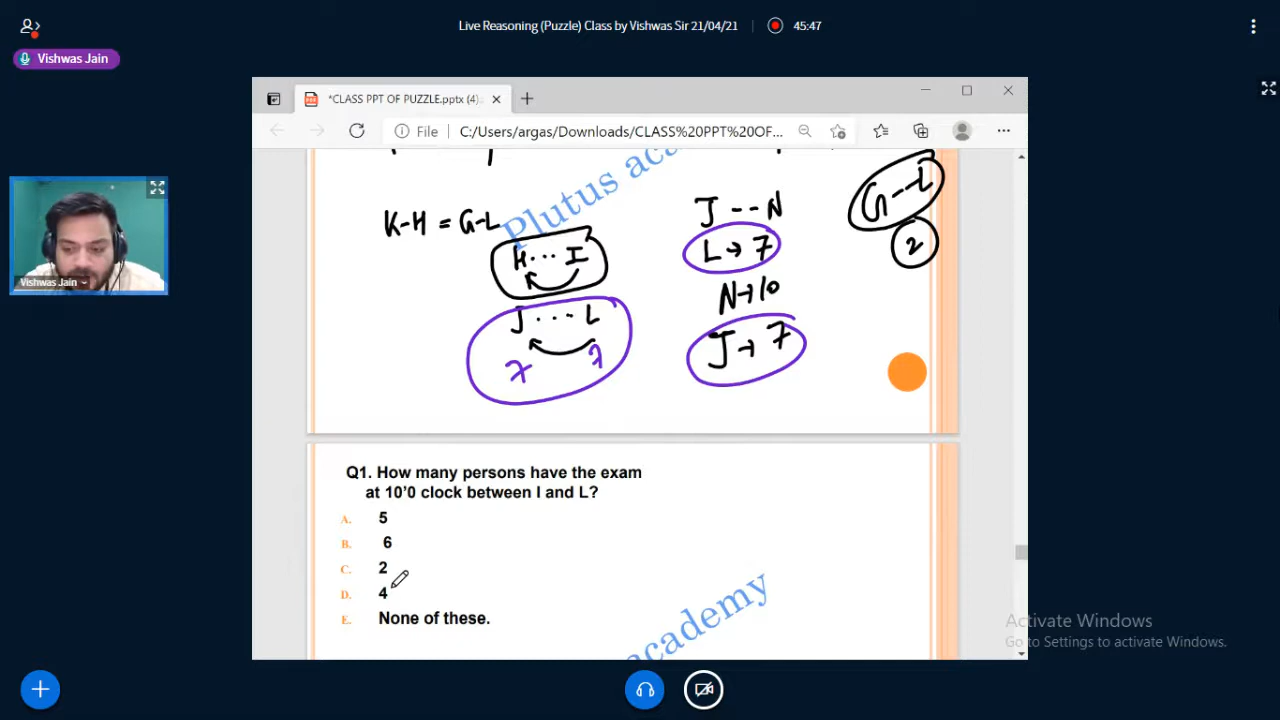 Live Reasoning (Puzzle) Class by Vishwas Sir 21/04/21
45:47
Vishwas Jain
*CLASS PPT OF PUZZLE.pptx (4).
File
C:/Users/argas/Downloads/CLASS%20PPT%20OF...
Plutus aca
K-H = G-L
H... I
J... L
7 7
J -- N
L → 7
N → 10
J → 7
G -- L
2
Vishwas Jain
Q1. How many persons have the exam
at 10'0 clock between I and L?
A. 5
B. 6
C. 2
D. 4
E. None of these.
academy
Activate Windows
Go to Settings to activate Windows.